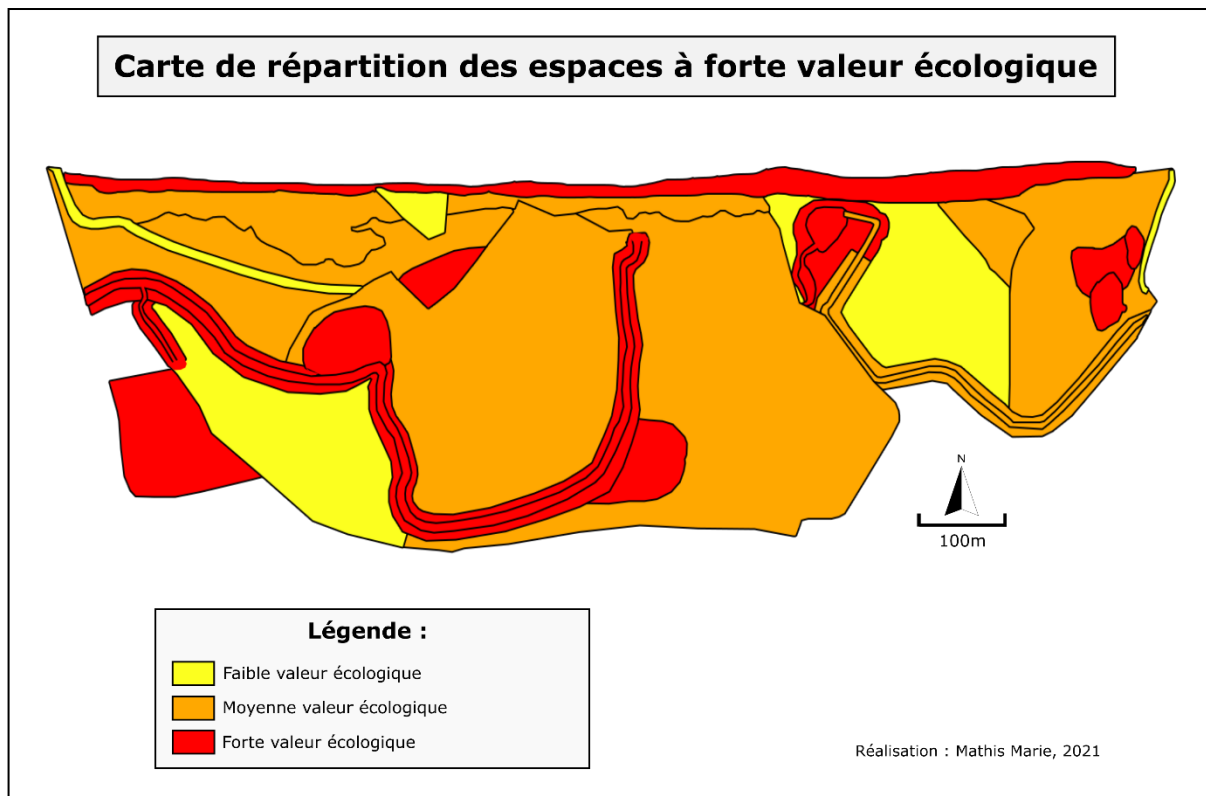 Carte de répartition des espaces à forte valeur écologique
N
100m
Légende :
Faible valeur écologique
Moyenne valeur écologique
Forte valeur écologique
Réalisation : Mathis Marie, 2021